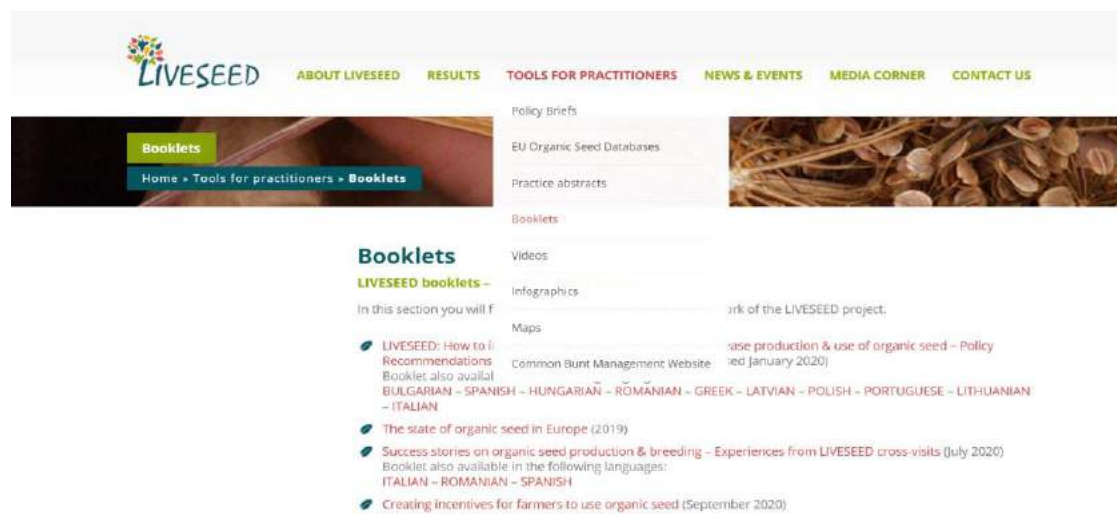 LIVESEED
ABOUT LIVESEED RESULTS TOOLS FOR PRACTITIONERS NEWS & EVENTS MEDIA CORNER CONTACT US
Policy Briefs
EU Organic Seed Databases
Practice abstracts
Booklets
Videos
Infographics
Maps
Common Bunt Management Website
Booklets
Home » Tools for practitioners » Booklets
Booklets
LIVESEED booklets –
In this section you will f rk of the LIVESEED project.
LIVESEED: How to i ease production & use of organic seed – Policy
Recommendations ed January 2020)
Booklet also availal
BULGARIAN – SPANISH – HUNGARIAN – ROMANIAN – GREEK – LATVIAN – POLISH – PORTUGUESE – LITHUANIAN
– ITALIAN
The state of organic seed in Europe (2019)
Success stories on organic seed production & breeding – Experiences from LIVESEED cross-visits (July 2020)
Booklet also available in the following languages:
ITALIAN – ROMANIAN – SPANISH
Creating incentives for farmers to use organic seed (September 2020)